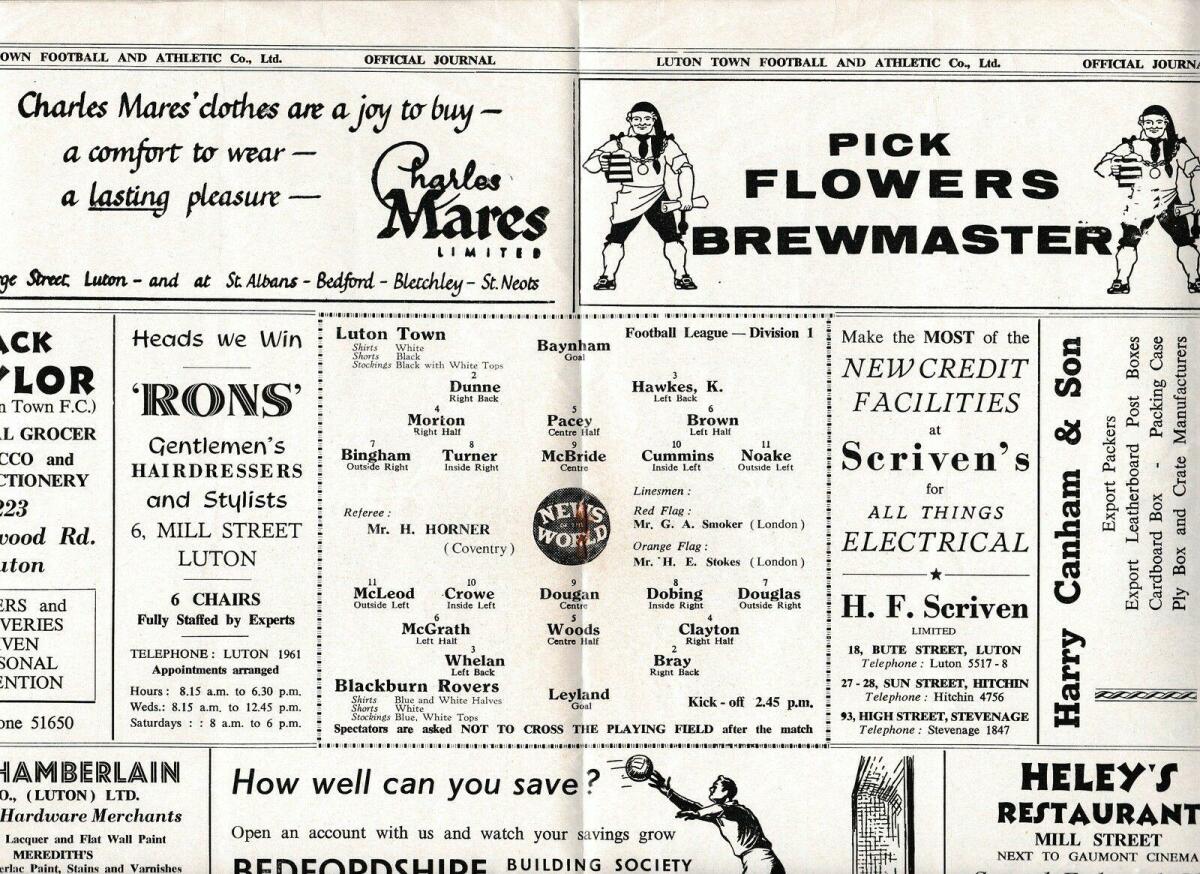 OWN FOOTBALL AND ATHLETIC Co., Ltd. OFFICIAL JOURNAL
LUTON TOWN FOOTBALL AND ATHLETIC Co., Ltd. OFFICIAL JOURNA
Charles Mares' clothes are a joy to buy —
a comfort to wear —
a lasting pleasure —
Charles
Mares
LIMITED
ge Street, Luton - and at St. Albans - Bedford - Bletchley - St. Neots
PICK
FLOWERS
BREWMASTER
ACK
YLOR
n Town F.C.)
L GROCER
CCO and
CTIONERY
223
wood Rd.
uton
ERS and
VERIES
VEN
SONAL
ENTION
one 51650
Heads we Win
'RONS'
Gentlemen's
HAIRDRESSERS
and Stylists
6, MILL STREET
LUTON
6 CHAIRS
Fully Staffed by Experts
TELEPHONE : LUTON 1961
Appointments arranged
Hours : 8.15 a.m. to 6.30 p.m.
Weds.: 8.15 a.m. to 12.45 p.m.
Saturdays : : 8 a.m. to 6 p.m.
Luton Town
Football League — Division 1
Shirts White
Shorts Black
Stockings Black with White Tops
Baynham
Goal
2 3
Dunne Hawkes, K.
Right Back Left Back
4 5 6
Morton Pacey Brown
Right Half Centre Half Left Half
7 8 9 10 11
Bingham Turner McBride Cummins Noake
Outside Right Inside Right Centre Inside Left Outside Left
Referee :
Mr. H. HORNER
(Coventry)
NEWS
WORLD
Linesmen :
Red Flag :
Mr. G. A. Smoker (London)
Orange Flag :
Mr. H. E. Stokes (London)
11 10 9 8 7
McLeod Crowe Dougan Dobing Douglas
Outside Left Inside Left Centre Inside Right Outside Right
6 5 4
McGrath Woods Clayton
Left Half Centre Half Right Half
3 2
Whelan Bray
Left Back Right Back
Blackburn Rovers
Shirts Blue and White Halves
Shorts White
Stockings Blue, White Tops
Leyland
Goal
Kick - off 2.45 p.m.
Spectators are asked NOT TO CROSS THE PLAYING FIELD after the match
Make the MOST of the
NEW CREDIT
FACILITIES
at
Scriven's
for
ALL THINGS
ELECTRICAL
H. F. Scriven
LIMITED
18, BUTE STREET, LUTON
Telephone : Luton 5517 - 8
27 - 28, SUN STREET, HITCHIN
Telephone : Hitchin 4756
93, HIGH STREET, STEVENAGE
Telephone : Stevenage 1847
Harry Canham & Son
Export Packers
Export Leatherboard Post Boxes
Cardboard Box - Packing Case
Ply Box and Crate Manufacturers
HAMBERLAIN
O., (LUTON) LTD.
Hardware Merchants
Lacquer and Flat Wall Paint
MEREDITH'S
erlac Paint, Stains and Varnishes
How well can you save?
Open an account with us and watch your savings grow
BEDFORDSHIRE BUILDING SOCIETY
HELEY'S
RESTAURANT
MILL STREET
NEXT TO GAUMONT CINEMA